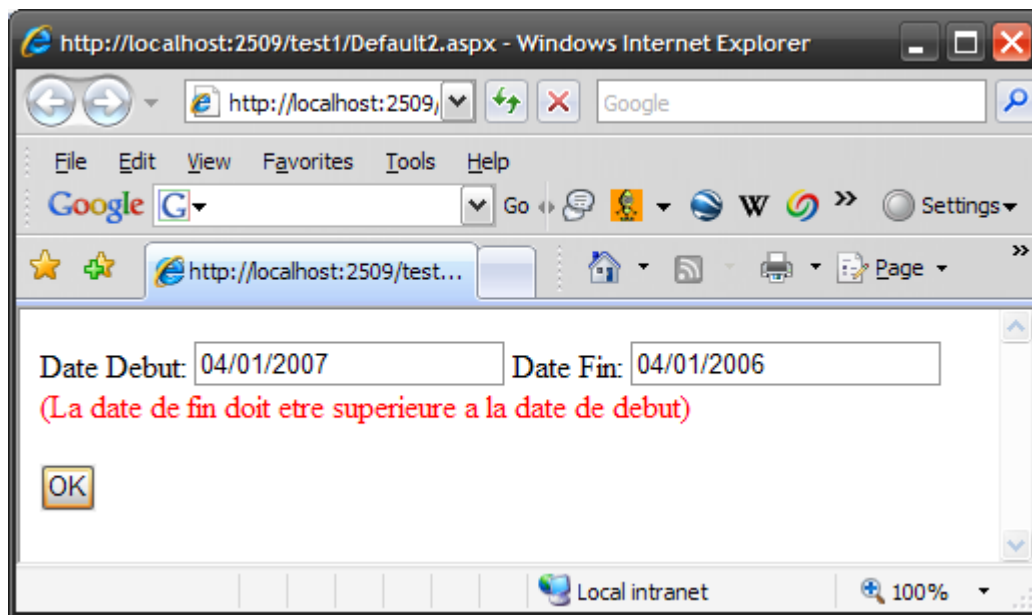 http://localhost:2509/test1/Default2.aspx - Windows Internet Explorer
http://localhost:2509/
Google
File Edit View Favorites Tools Help
Google G Go W Settings
http://localhost:2509/test... Page
Date Debut: 04/01/2007 Date Fin: 04/01/2006
(La date de fin doit etre superieure a la date de debut)
OK
Local intranet 100%